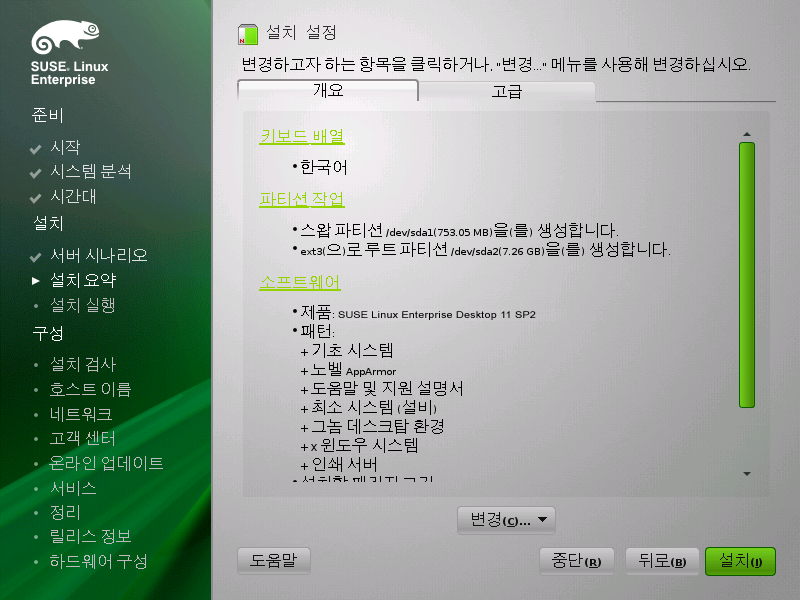 SUSE® Linux
Enterprise
준비
시작
시스템 분석
시간대
설치
서버 시나리오
설치 요약
설치 실행
구성
설치 검사
호스트 이름
네트워크
고객 센터
온라인 업데이트
서비스
정리
릴리스 정보
하드웨어 구성
설치 설정
변경하고자 하는 항목을 클릭하거나, "변경..." 메뉴를 사용해 변경하십시오.
개요
고급
키보드 배열
•한국어
파티션 작업
•스왑 파티션 /dev/sda1(753.05 MB)을(를) 생성합니다.
•ext3(으)로 루트 파티션 /dev/sda2(7.26 GB)을(를) 생성합니다.
소프트웨어
•제품: SUSE Linux Enterprise Desktop 11 SP2
•패턴:
+ 기초 시스템
+ 노벨 AppArmor
+ 도움말 및 지원 설명서
+ 최소 시스템 (설비)
+ 그놈 데스크탑 환경
+ x 윈도우 시스템
+ 인쇄 서버
변경(C)...
도움말
중단(R)
뒤로(B)
설치(I)